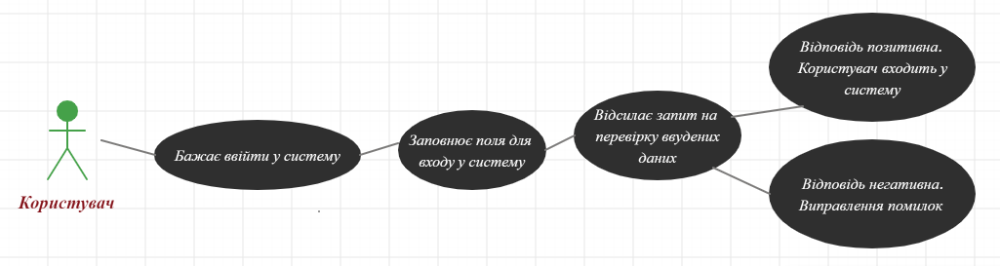 Користувач
Бажає ввійти у систему
Заповнює поля для
входу у систему
Відсилає запит на
перевірку ввудених
даних
Відповідь позитивна.
Користувач входить у
систему
Відповідь негативна.
Виправлення помилок